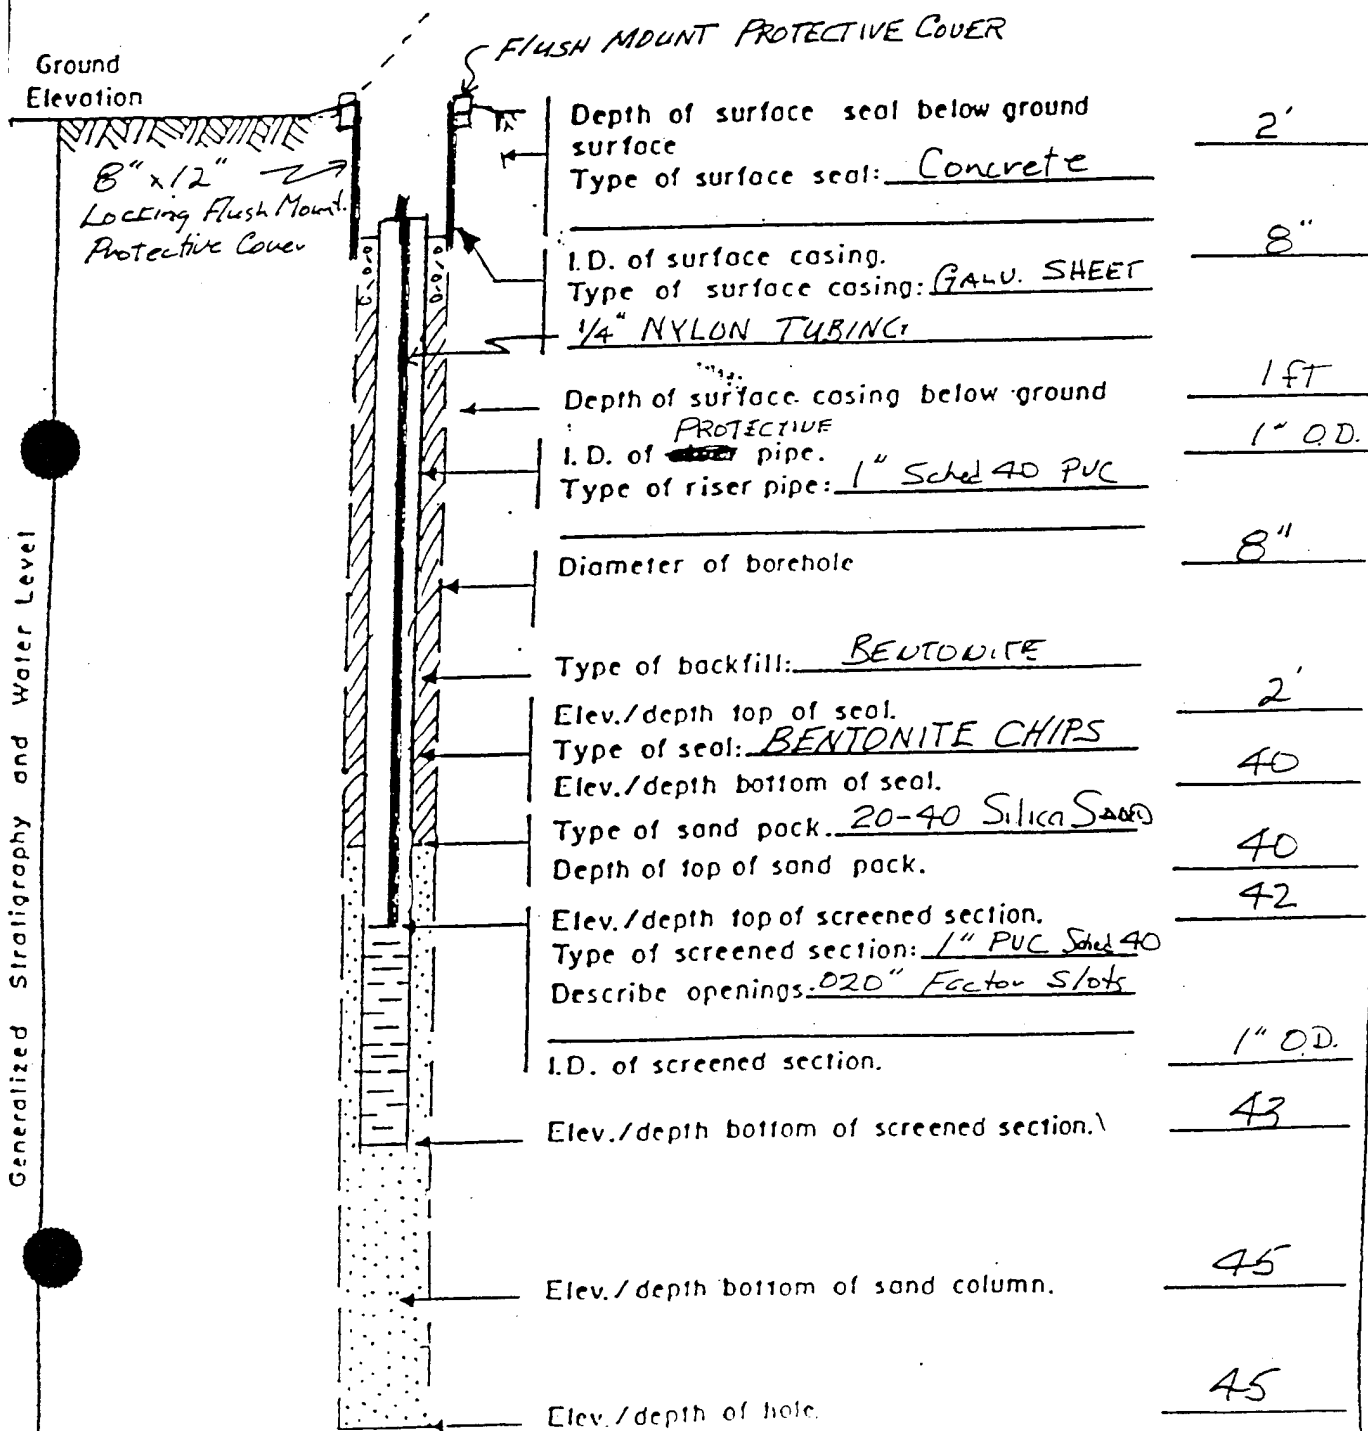 FLUSH MOUNT PROTECTIVE COVER
Ground
Elevation
8" x 12"
Locking Flush Mount
Protective Cover
Generalized Stratigraphy and Water Level
Depth of surface seal below ground
surface 2'
Type of surface seal: Concrete
I.D. of surface casing. 8"
Type of surface casing: GALV. SHEET
1/4" NYLON TUBING
Depth of surface casing below ground 1 fT
PROTECTIVE
I.D. of pipe. 1" O.D.
Type of riser pipe: 1" Sched 40 PVC
Diameter of borehole 8"
Type of backfill: BENTONITE
Elev./depth top of seal. 2'
Type of seal: BENTONITE CHIPS
Elev./depth bottom of seal. 40
Type of sand pack. 20-40 Silica SAND
Depth of top of sand pack. 40
Elev./depth top of screened section. 42
Type of screened section: 1" PVC Sched 40
Describe openings. .020" Factor Slots
I.D. of screened section. 1" O.D.
Elev./depth bottom of screened section.\ 43
Elev./depth bottom of sand column. 45
Elev./depth of hole. 45